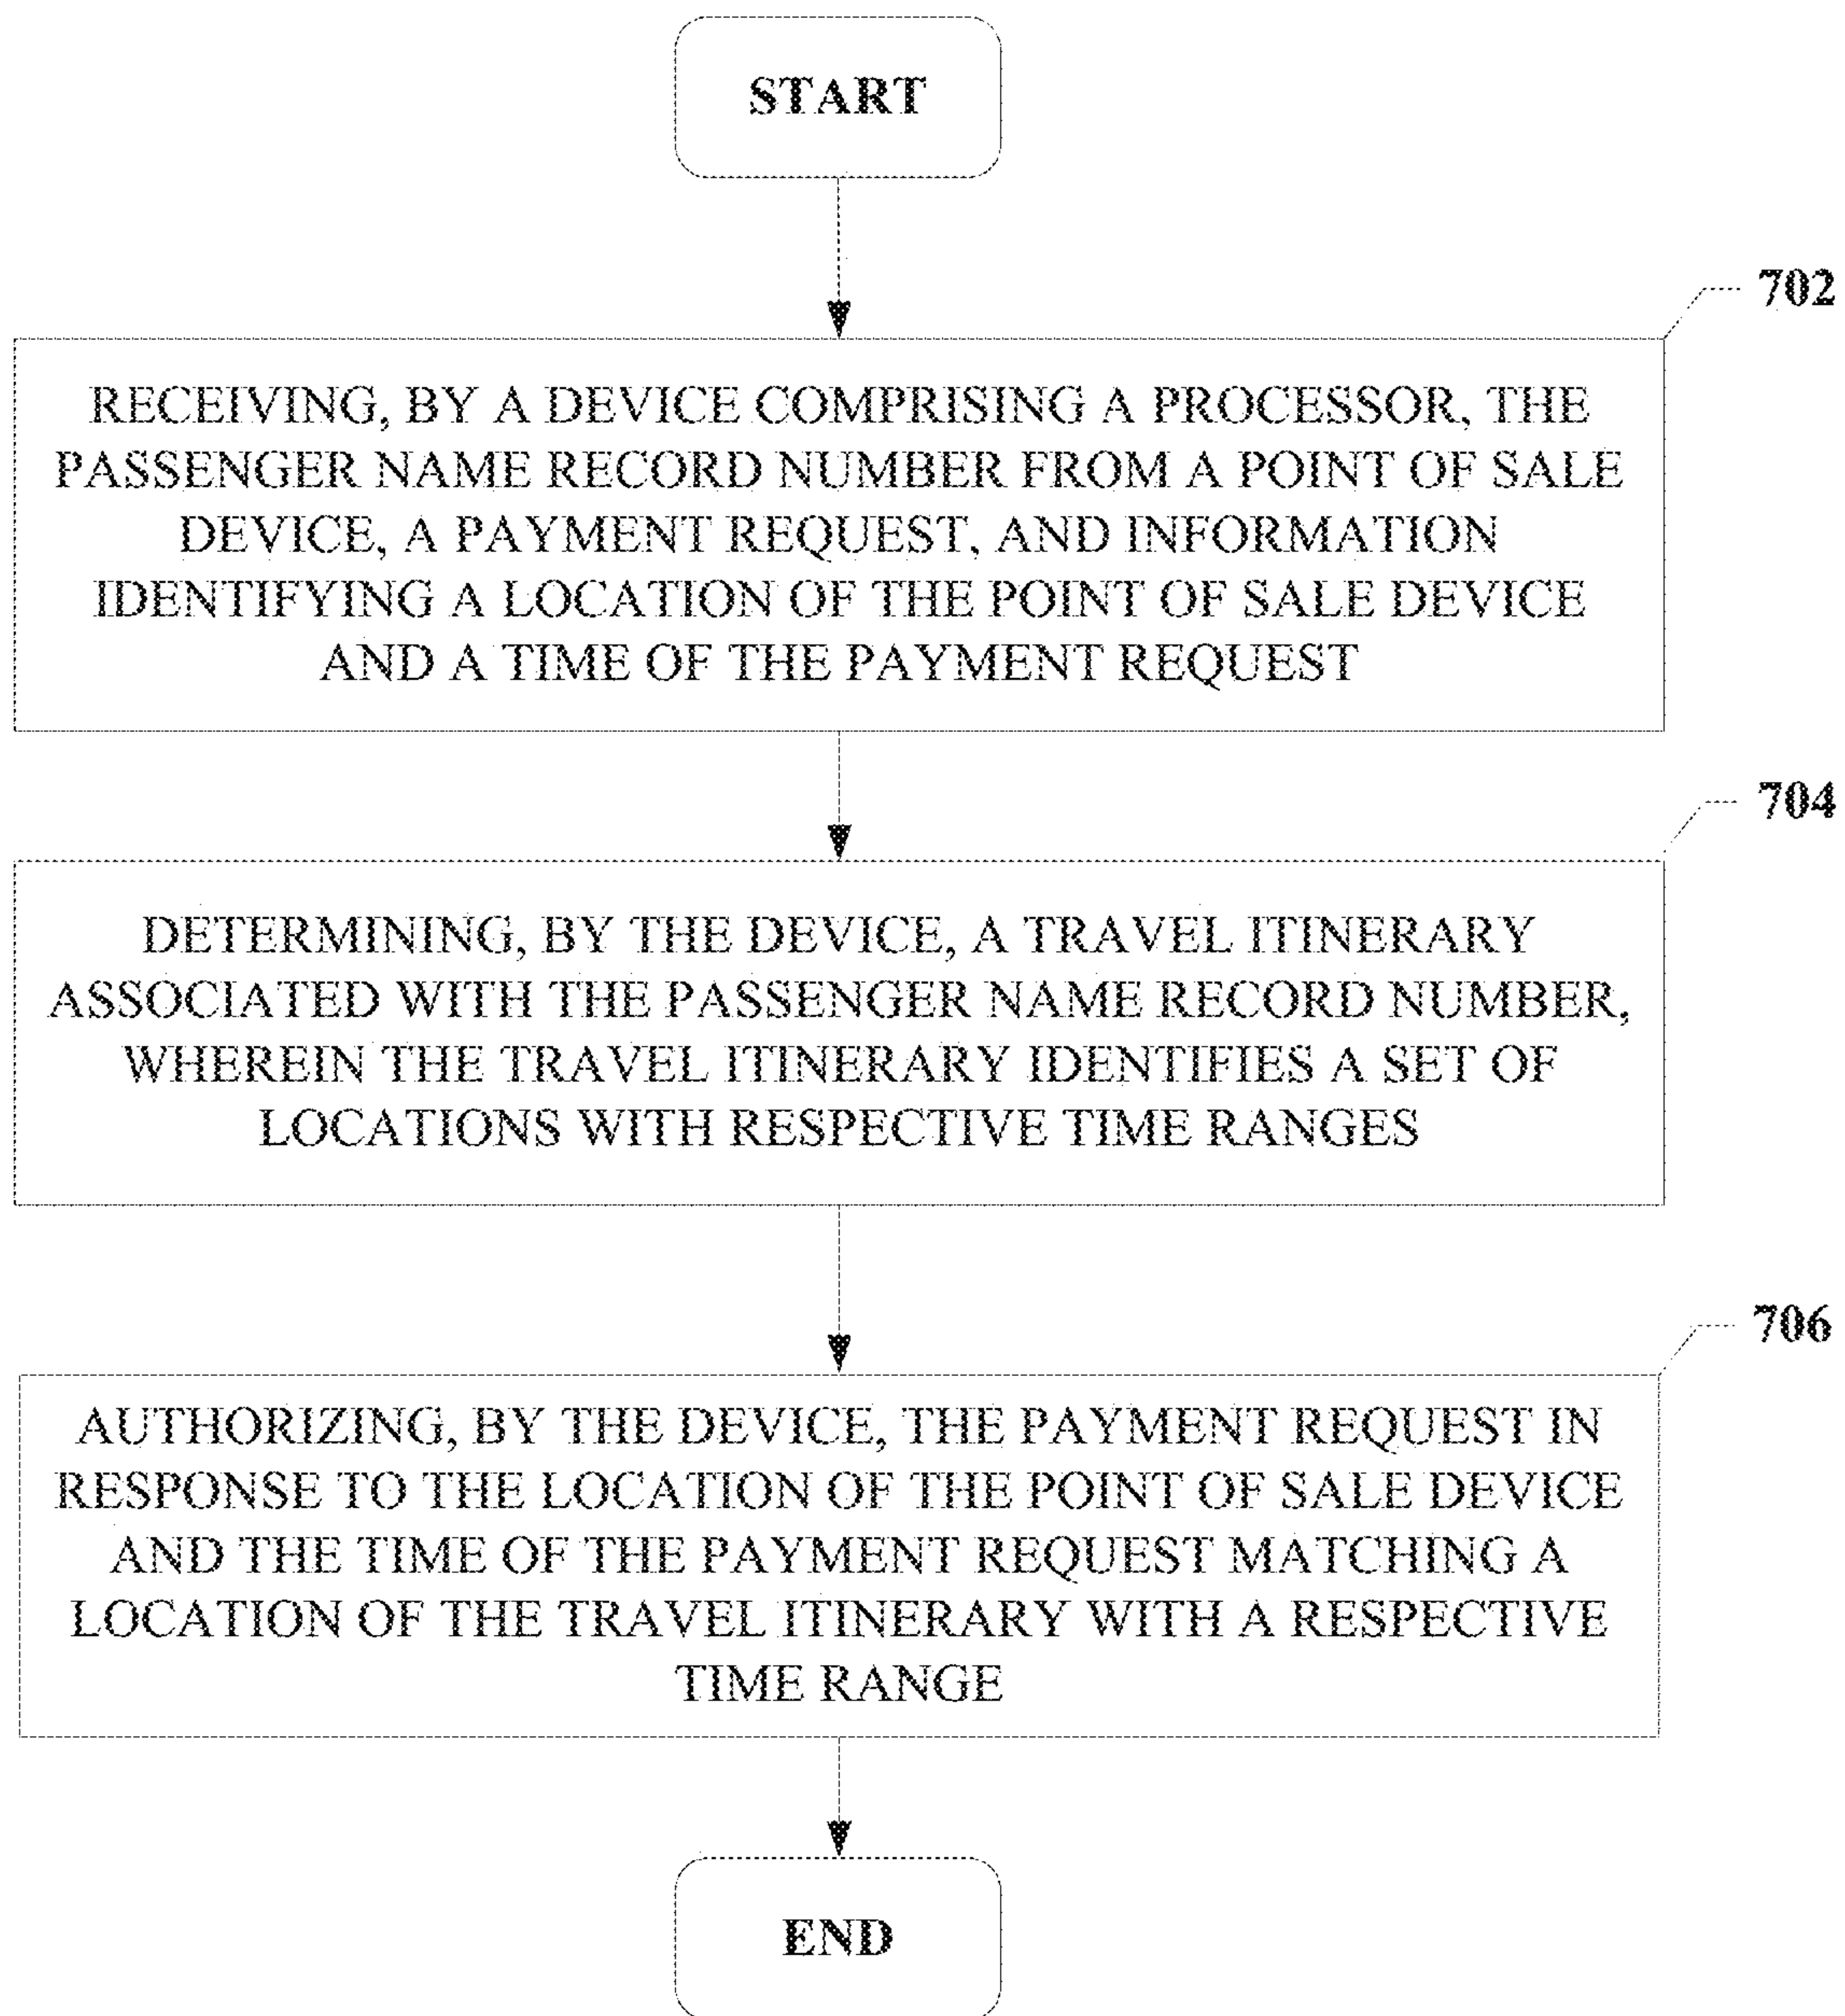 START
702
RECEIVING, BY A DEVICE COMPRISING A PROCESSOR, THE
PASSENGER NAME RECORD NUMBER FROM A POINT OF SALE
DEVICE, A PAYMENT REQUEST, AND INFORMATION
IDENTIFYING A LOCATION OF THE POINT OF SALE DEVICE
AND A TIME OF THE PAYMENT REQUEST
704
DETERMINING, BY THE DEVICE, A TRAVEL ITINERARY
ASSOCIATED WITH THE PASSENGER NAME RECORD NUMBER,
WHEREIN THE TRAVEL ITINERARY IDENTIFIES A SET OF
LOCATIONS WITH RESPECTIVE TIME RANGES
706
AUTHORIZING, BY THE DEVICE, THE PAYMENT REQUEST IN
RESPONSE TO THE LOCATION OF THE POINT OF SALE DEVICE
AND THE TIME OF THE PAYMENT REQUEST MATCHING A
LOCATION OF THE TRAVEL ITINERARY WITH A RESPECTIVE
TIME RANGE
END